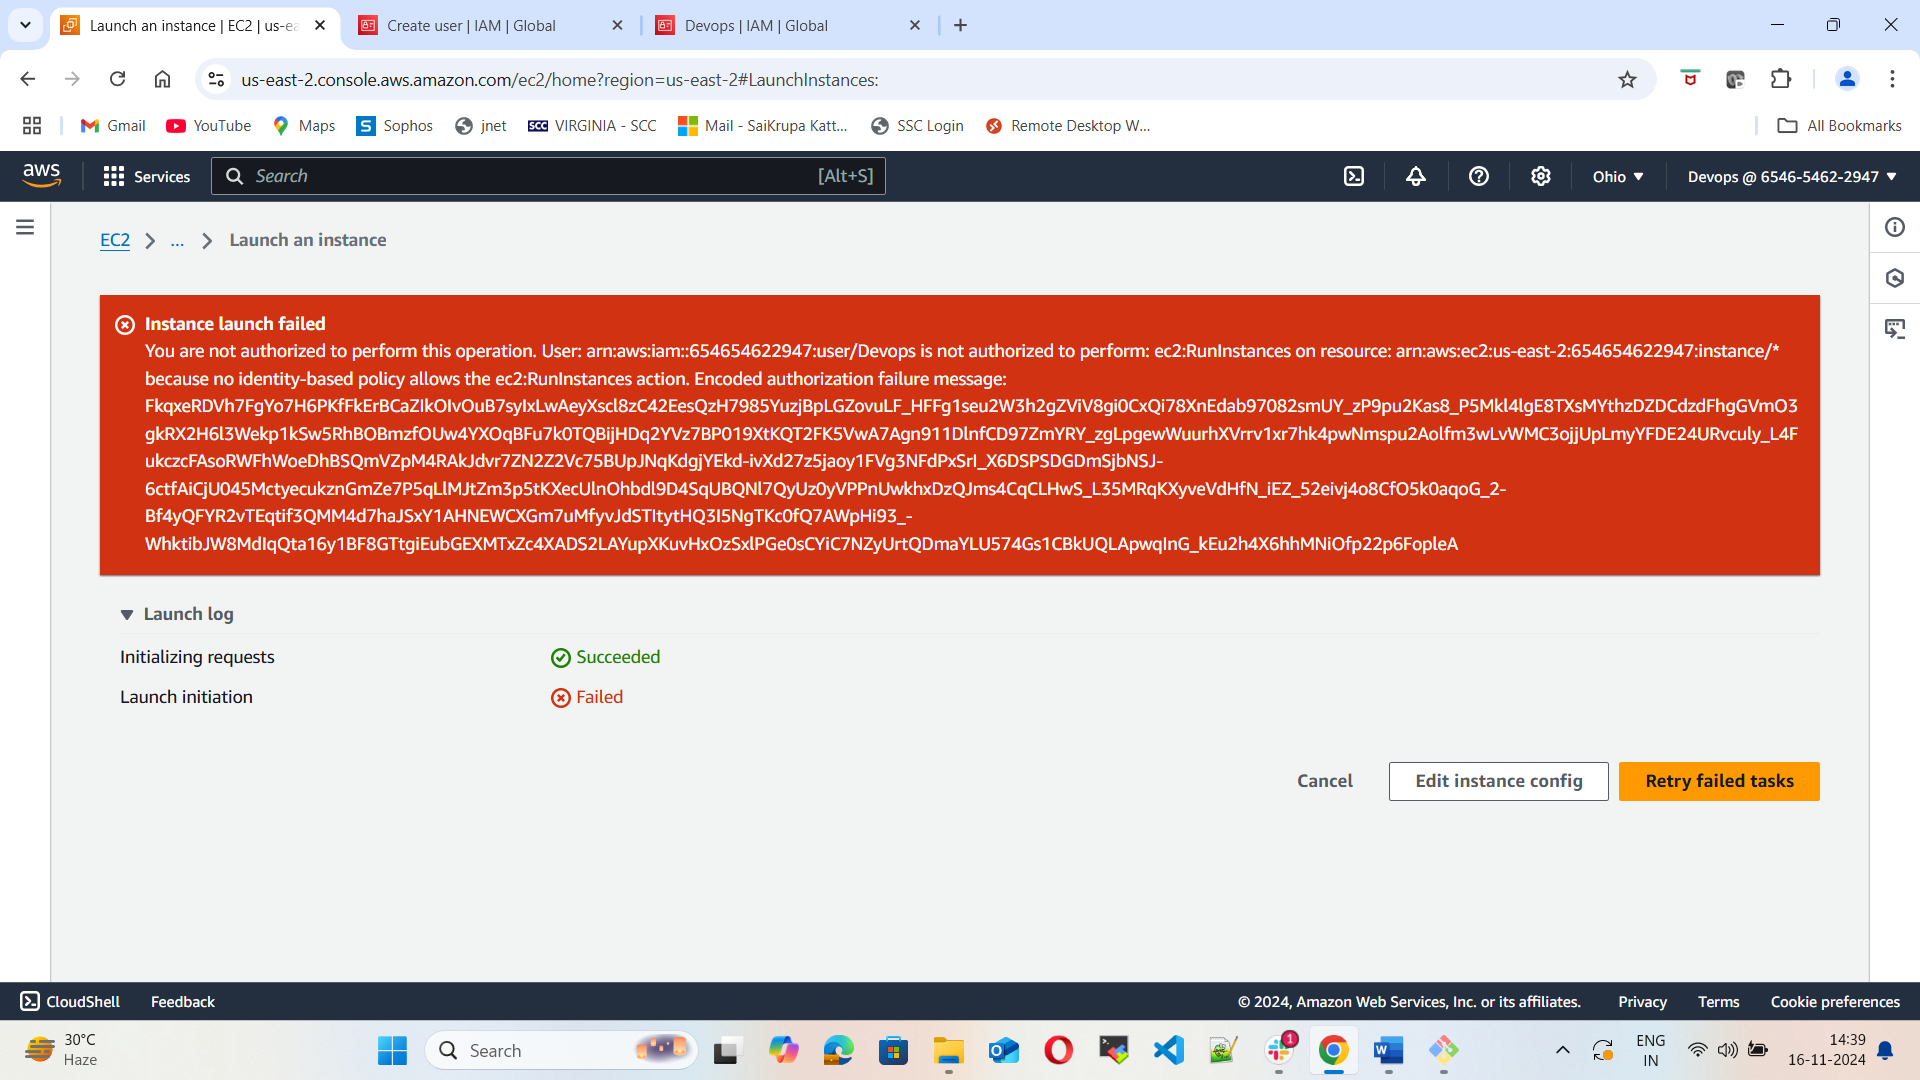 Launch an instance | EC2 | us-ea
Create user | IAM | Global
Devops | IAM | Global
us-east-2.console.aws.amazon.com/ec2/home?region=us-east-2#LaunchInstances:
Gmail
YouTube
Maps
S Sophos
jnet
SCC VIRGINIA - SCC
Mail - SaiKrupa Katt...
SSC Login
Remote Desktop W...
All Bookmarks
aws
Services
Search
[Alt+S]
Ohio
Devops @ 6546-5462-2947
EC2
...
Launch an instance
Instance launch failed
You are not authorized to perform this operation. User: arn:aws:iam::654654622947:user/Devops is not authorized to perform: ec2:RunInstances on resource: arn:aws:ec2:us-east-2:654654622947:instance/*
because no identity-based policy allows the ec2:RunInstances action. Encoded authorization failure message:
FkqxeRDVh7FgYo7H6PKfFkErBCaZIkOIvOuB7syIxLwAeyXscl8zC42EesQzH7985YuzjBpLGZovuLF_HFFg1seu2W3h2gZViV8gi0CxQi78XnEdab97082smUY_zP9pu2Kas8_P5Mkl4lgE8TXsMYthzDZDCdzdFhgGVmO3
gkRX2H6l3Wekp1kSw5RhBOBmzfOUw4YXOqBFu7k0TQBijHDq2YVz7BP019XtKQT2FK5VwA7Agn911DlnfCD97ZmYRY_zgLpgewWuurhXVrrv1xr7hk4pwNmspu2Aolfm3wLvWMC3ojjUpLmyYFDE24URvculy_L4F
ukczcFAsoRWFhWoeDhBSQmVZpM4RAkJdvr7ZN2Z2Vc75BUpJNqKdgjYEkd-ivXd27z5jaoy1FVg3NFdPxSrI_X6DSPSDGDmSjbNSJ-
6ctfAiCjU045MctyecukznGmZe7P5qLlMJtZm3p5tKXecUlnOhbdl9D4SqUBQNl7QyUz0yVPPnUwkhxDzQJms4CqCLHwS_L35MRqKXyveVdHfN_iEZ_52eivj4o8CfO5k0aqoG_2-
Bf4yQFYR2vTEqtif3QMM4d7haJSxY1AHNEWCXGm7uMfyvJdSTItytHQ3I5NgTKc0fQ7AWpHi93_-
WhktibJW8MdIqQta16y1BF8GTtgiEubGEXMTxZc4XADS2LAYupXKuvHxOzSxlPGe0sCYiC7NZyUrtQDmaYLU574Gs1CBkUQLApwqInG_kEu2h4X6hhMNiOfp22p6FopleA
Launch log
Initializing requests
Succeeded
Launch initiation
Failed
Cancel
Edit instance config
Retry failed tasks
CloudShell
Feedback
© 2024, Amazon Web Services, Inc. or its affiliates.
Privacy
Terms
Cookie preferences
30°C
Haze
Search
1
ENG
IN
14:39
16-11-2024